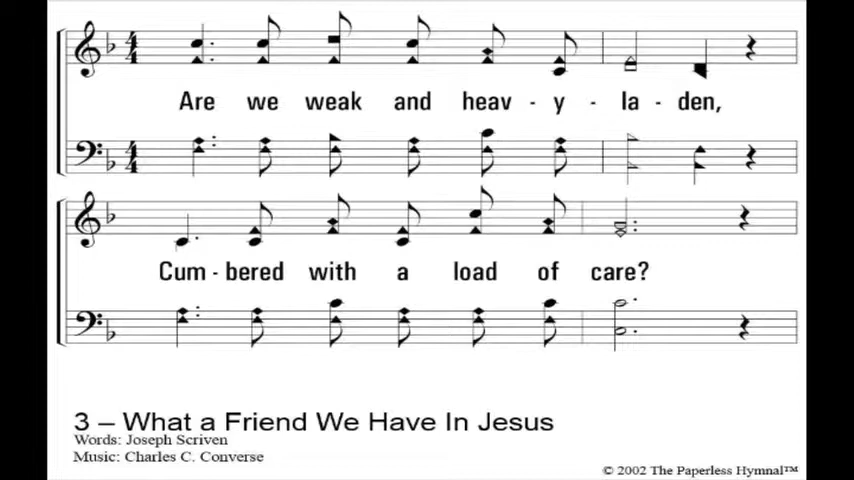 Are we weak and heav - y - la - den,
Cum - bered with a load of care?
3 – What a Friend We Have In Jesus
Words: Joseph Scriven
Music: Charles C. Converse
© 2002 The Paperless Hymnal™